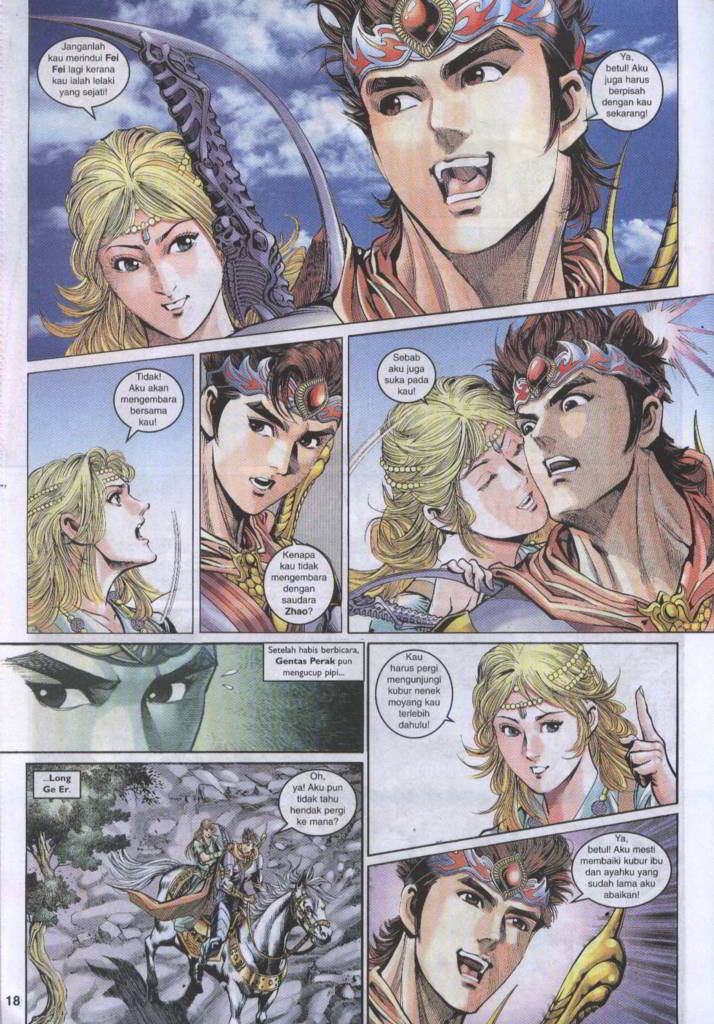 Janganlah
kau merindui Fei
Fei lagi kerana
kau ialah lelaki
yang sejati!
Ya,
betul! Aku
juga harus
berpisah
dengan kau
sekarang!
Tidak!
Aku akan
mengembara
bersama
kau!
Kenapa
kau tidak
mengembara
dengan
saudara
Zhao?
Sebab
aku juga
suka pada
kau!
Setelah habis berbicara,
Gentas Perak pun
mengucup pipi...
...Long
Ge Er.
Oh,
ya! Aku pun
tidak tahu
hendak pergi
ke mana?
Kau
harus pergi
mengunjungi
kubur nenek
moyang kau
terlebih
dahulu!
Ya,
betul! Aku mesti
membaiki kubur ibu
dan ayahku yang
sudah lama aku
abaikan!
18